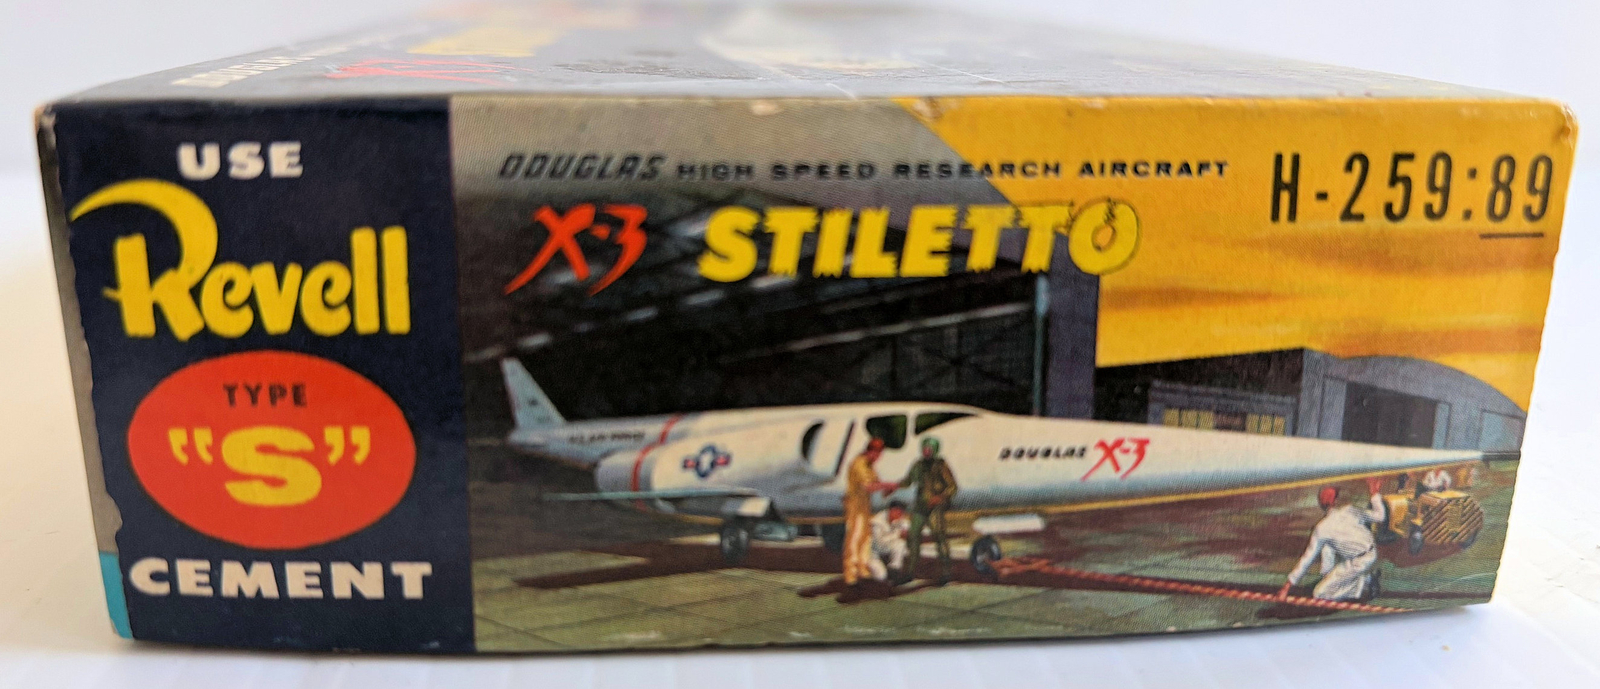 USE
Revell
TYPE
"S"
CEMENT
DOUGLAS HIGH SPEED RESEARCH AIRCRAFT
X-3 STILETTO
H-259:89
DOUGLAS X-3